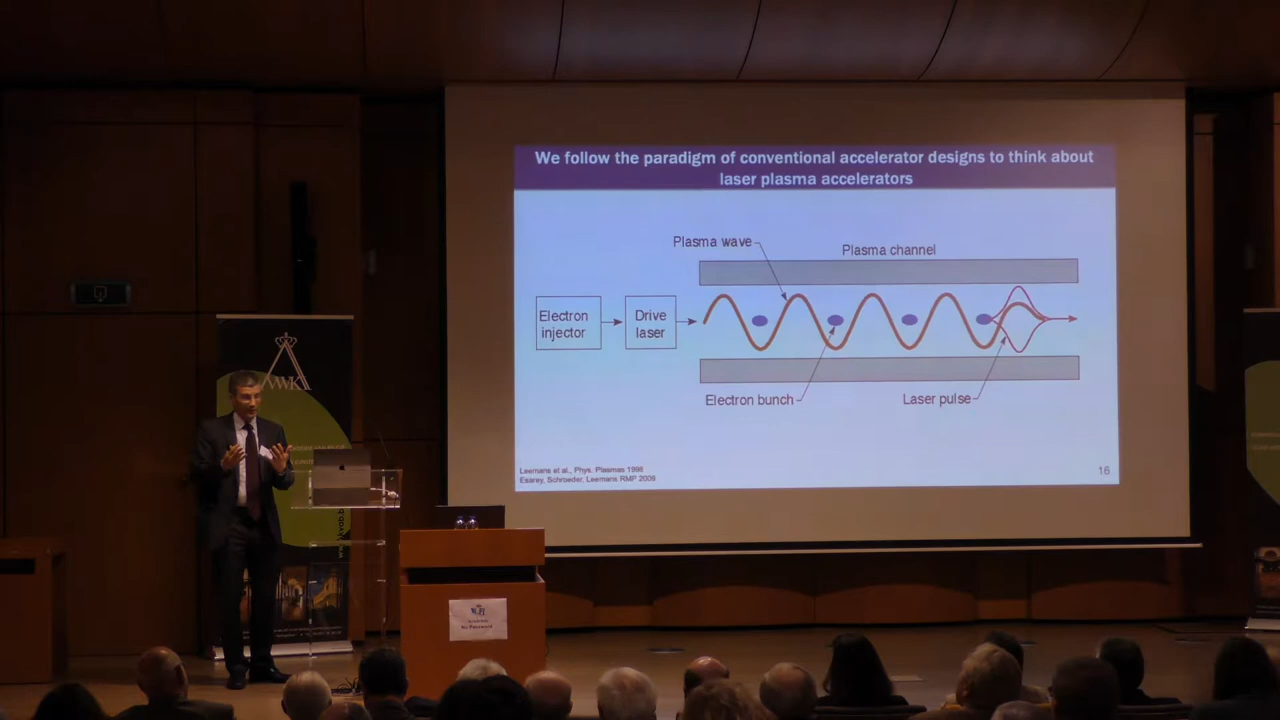 We follow the paradigm of conventional accelerator designs to think about
laser plasma accelerators
Plasma wave
Plasma channel
Electron
injector
Drive
laser
Electron bunch
Laser pulse
Leemans et al., Phys. Plasmas 1998
Esarey, Schroeder, Leemans RMP 2009
16
No Password